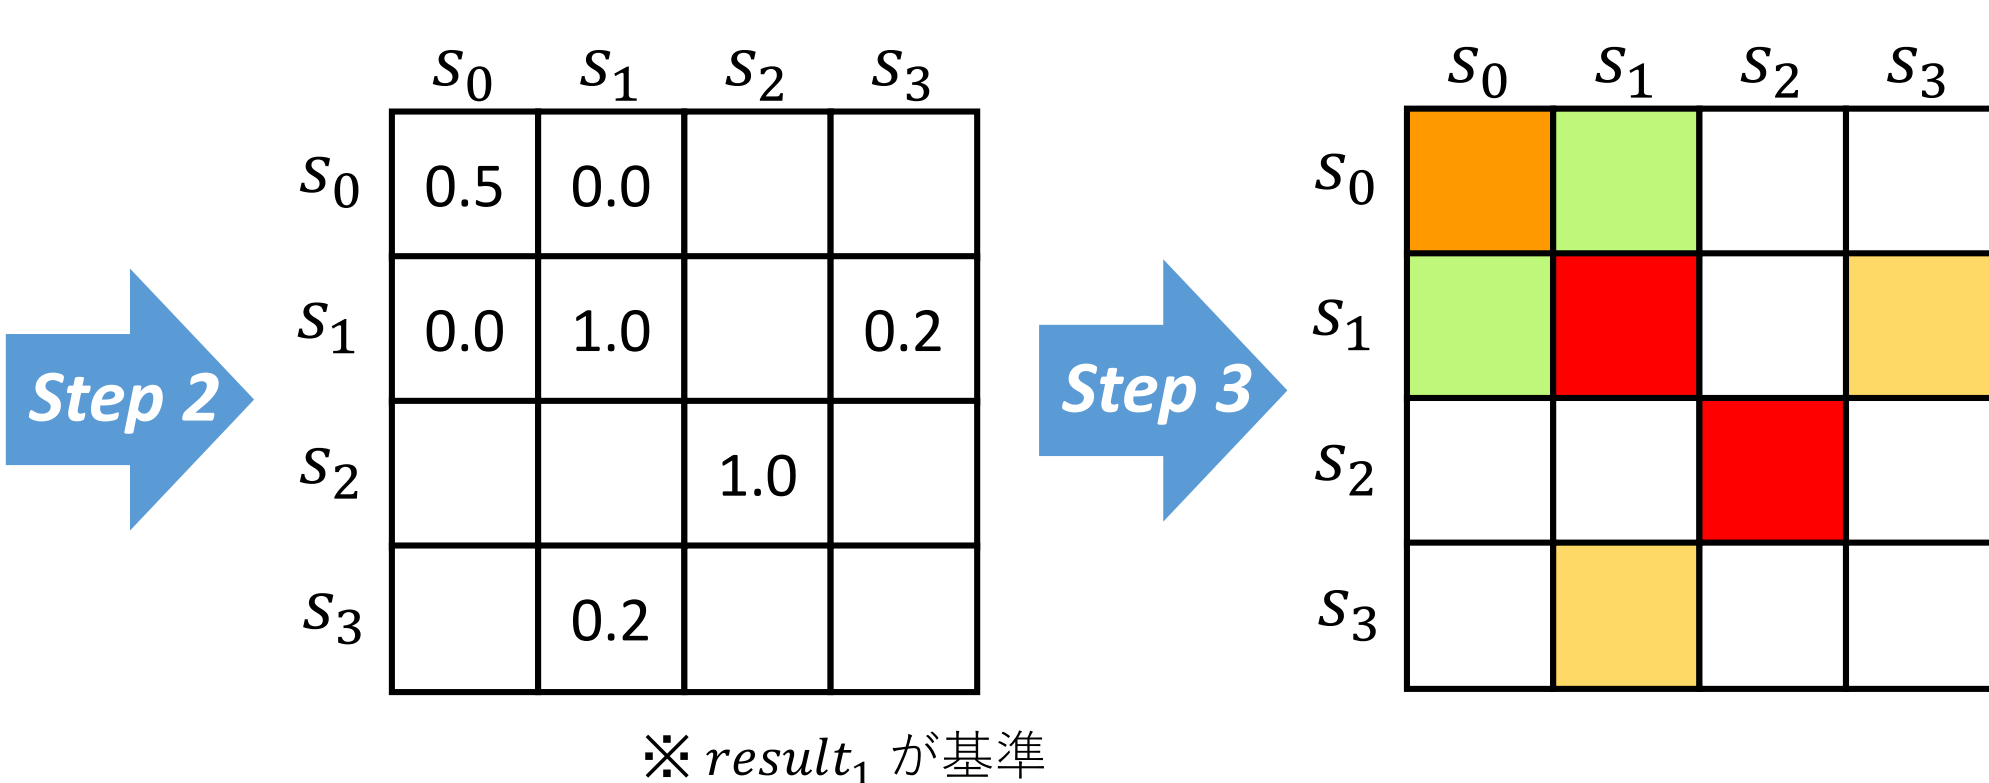 s0 s1 s2 s3
s0 0.5 0.0
s1 0.0 1.0 0.2
s2 1.0
s3 0.2
※ result1 が基準
Step 2
Step 3
s0 s1 s2 s3
s0
s1
s2
s3